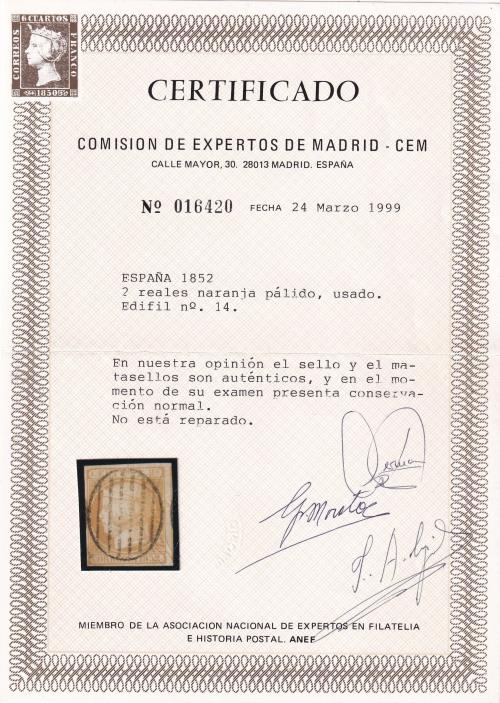 6 CUARTOS
CORREOS
FRANCO
1850
CERTIFICADO
COMISION DE EXPERTOS DE MADRID - CEM
CALLE MAYOR, 30. 28013 MADRID. ESPAÑA
Nº 016420 FECHA 24 Marzo 1999
ESPAÑA 1852
2 reales naranja pálido, usado.
Edifil nº. 14.
En nuestra opinión el sello y el ma-
tasellos son auténticos, y en el mo-
mento de su examen presenta conserva-
ción normal.
No está reparado.
MIEMBRO DE LA ASOCIACION NACIONAL DE EXPERTOS EN FILATELIA
E HISTORIA POSTAL. ANEF